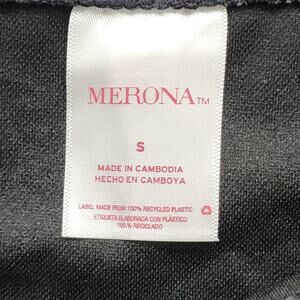 MERONA™
S
MADE IN CAMBODIA
HECHO EN CAMBOYA
LABEL MADE FROM 100% RECYCLED PLASTIC
ETIQUETA ELABORADA CON PLÁSTICO
100 % RECICLADO